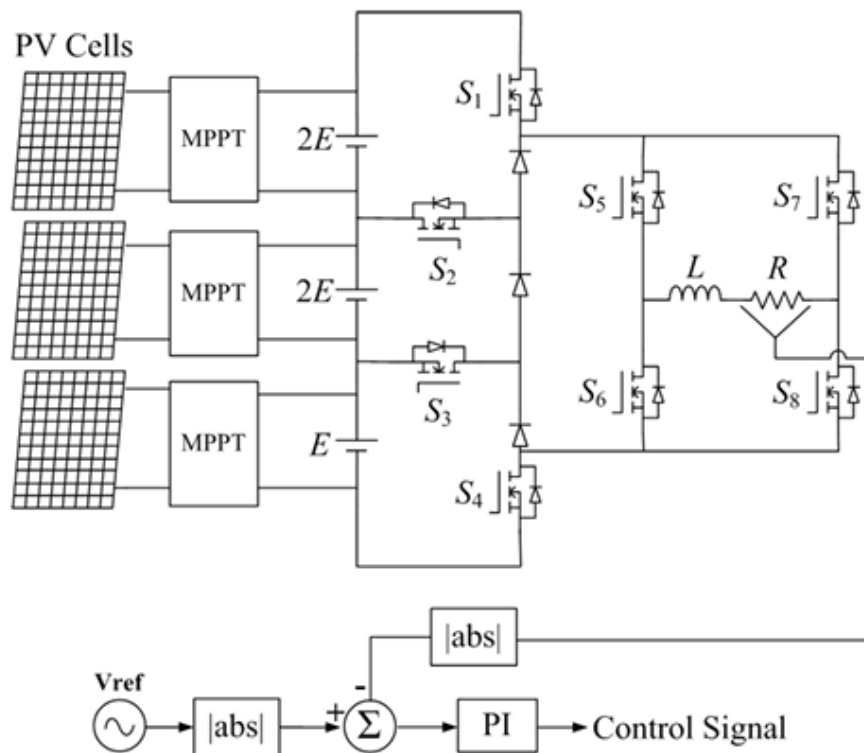 PV Cells
MPPT
2E
S1
S2
MPPT
2E
S3
MPPT
E
S4
S5
S7
L
R
S6
S8
|abs|
Vref
|abs|
+
-
Σ
PI
Control Signal